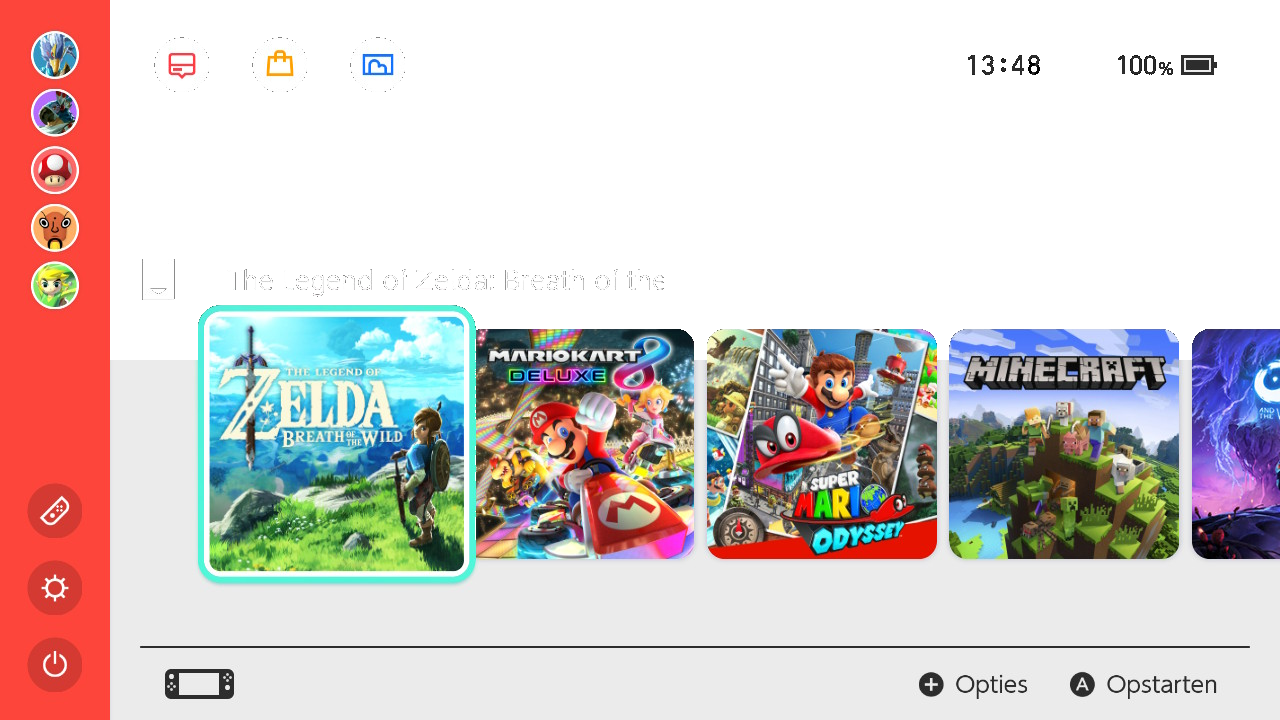 13:48 100%
The Legend of Zelda: Breath of the
THE LEGEND OF
ZELDA
BREATH OF THE WILD
MARIOKART 8
DELUXE
SUPER
MARIO
ODYSSEY
MINECRAFT
Opties
A Opstarten